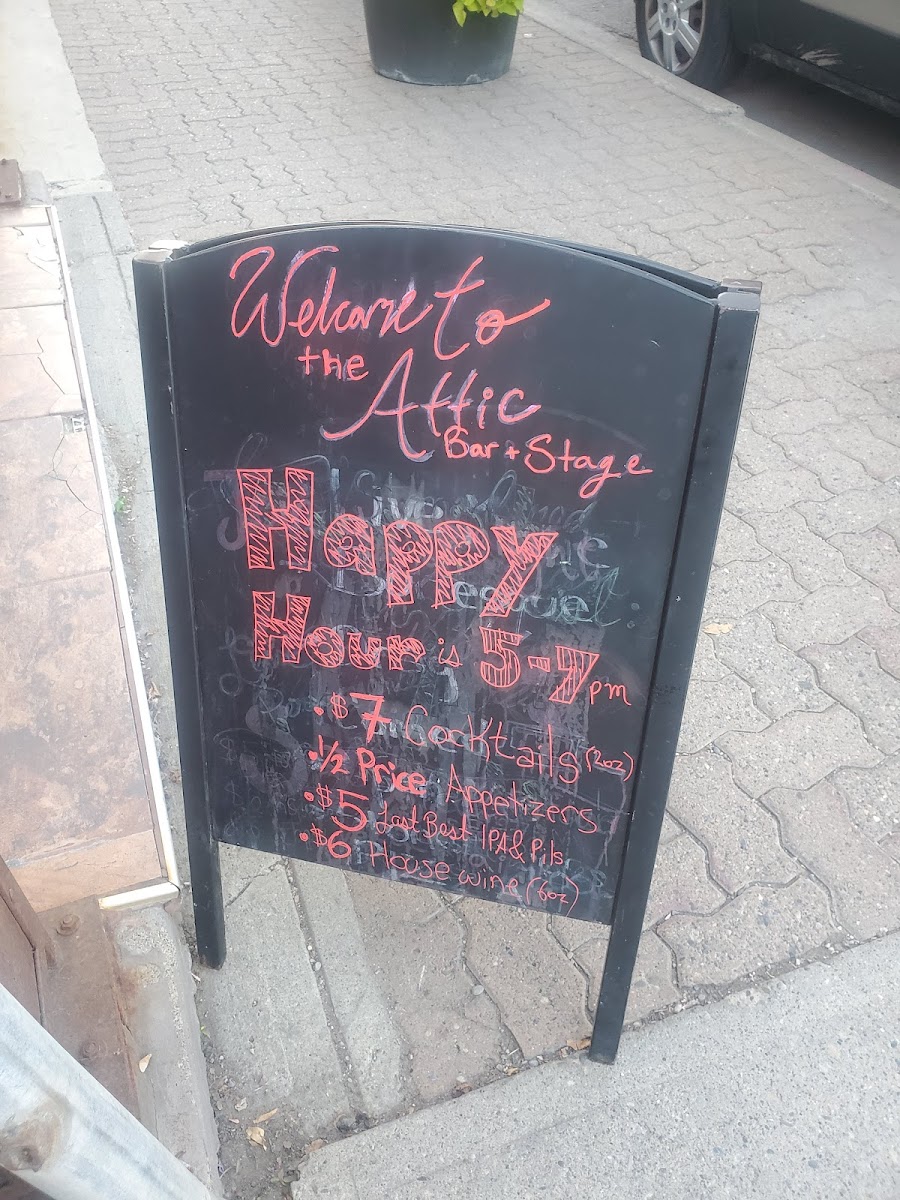 Welcome to
the Attic
Bar + Stage
Happy
Hour is 5-7pm
• $7 Cocktails (2oz)
• 1/2 Price Appetizers
• $5 Last Best IPA & Pils
• $6 House wine (6oz)